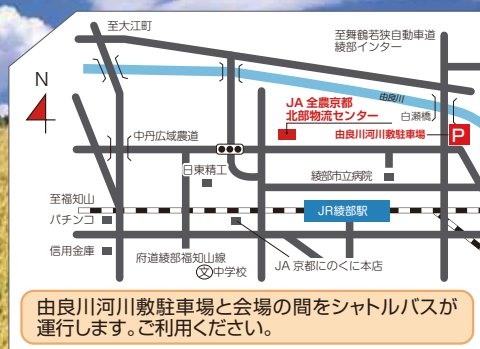 至大江町
至舞鶴若狭自動車道
綾部インター
N
由良川
JA 全農京都
北部物流センター
白瀬橋
由良川河川敷駐車場
P
中丹広域農道
日東精工
綾部市立病院
至福知山
パチンコ
JR綾部駅
信用金庫
府道綾部福知山線
文中学校
JA 京都にのくに本店
由良川河川敷駐車場と会場の間をシャトルバスが
運行します。ご利用ください。